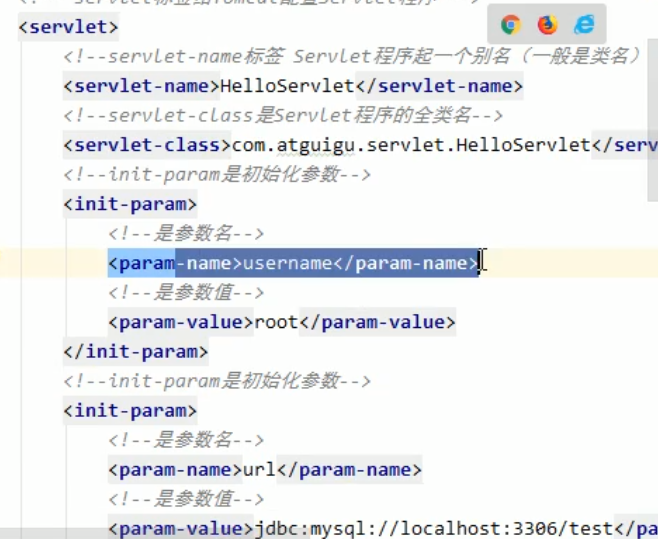 <!-- servlet标签给Tomcat配置Servlet程序-->
<servlet>
<!--servlet-name标签 Servlet程序起一个别名（一般是类名）
<servlet-name>HelloServlet</servlet-name>
<!--servlet-class是Servlet程序的全类名-->
<servlet-class>com.atguigu.servlet.HelloServlet</serv
<!--init-param是初始化参数-->
<init-param>
<!--是参数名-->
<param-name>username</param-name>
<!--是参数值-->
<param-value>root</param-value>
</init-param>
<!--init-param是初始化参数-->
<init-param>
<!--是参数名-->
<param-name>url</param-name>
<!--是参数值-->
<param-value>jdbc:mysql://localhost:3306/test</pa